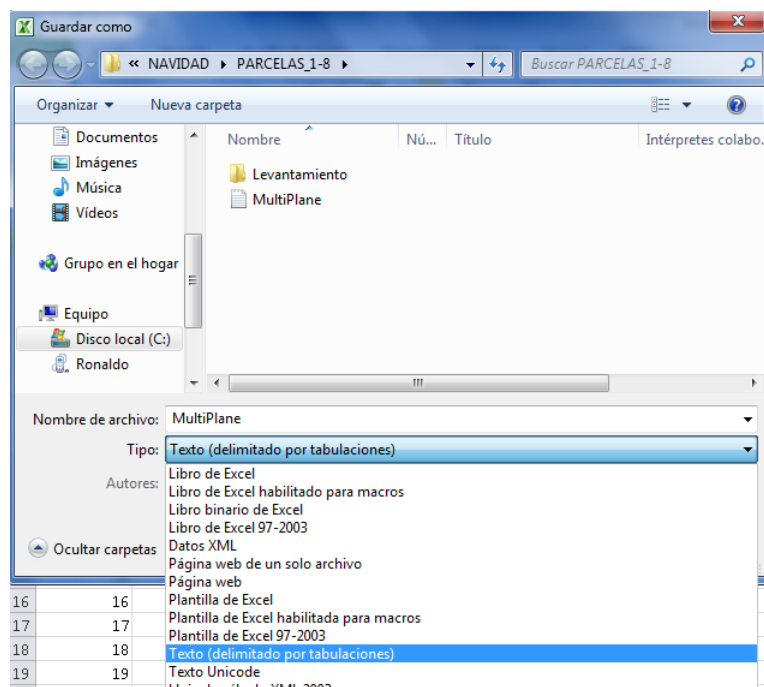 Guardar como
« NAVIDAD ▸ PARCELAS_1-8 ▸
Buscar PARCELAS_1-8
Organizar ▾ Nueva carpeta
Documentos
Imágenes
Música
Vídeos
Grupo en el hogar
Equipo
Disco local (C:)
Ronaldo
Nombre Nú... Título Intérpretes colabo.
Levantamiento
MultiPlane
Nombre de archivo: MultiPlane
Tipo: Texto (delimitado por tabulaciones)
Autores:
Libro de Excel
Libro de Excel habilitado para macros
Libro binario de Excel
Libro de Excel 97-2003
Datos XML
Página web de un solo archivo
Página web
Plantilla de Excel
Plantilla de Excel habilitada para macros
Plantilla de Excel 97-2003
Texto (delimitado por tabulaciones)
Texto Unicode
Ocultar carpetas
16 16
17 17
18 18
19 19